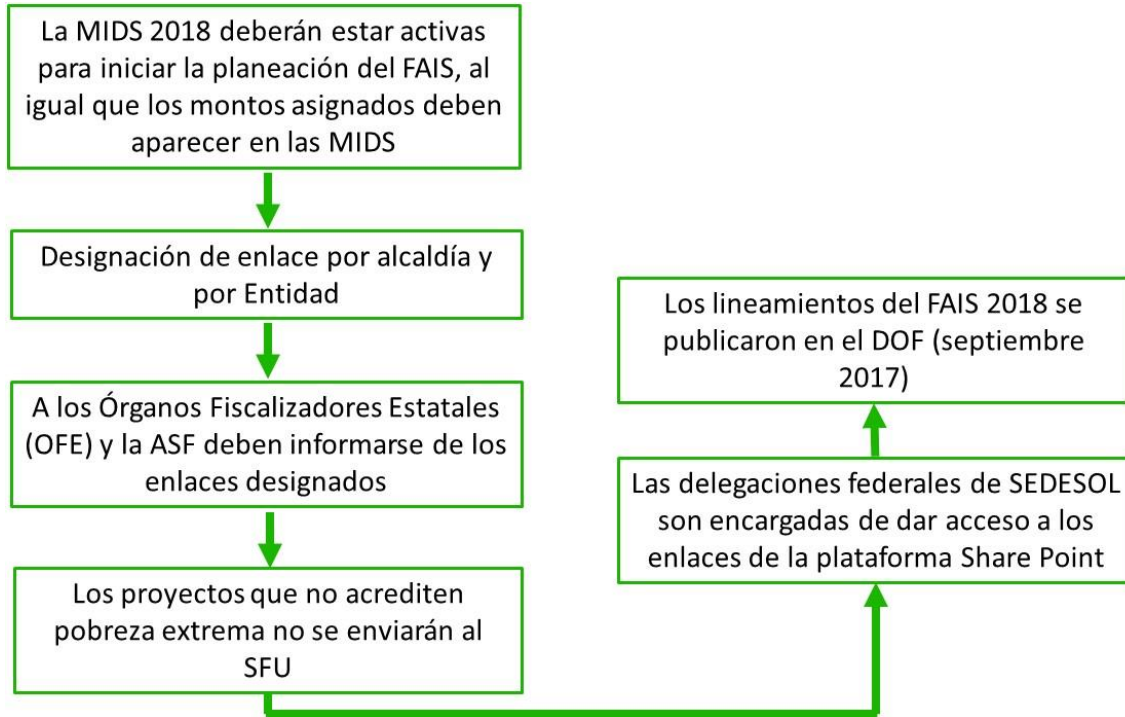 La MIDS 2018 deberán estar activas
para iniciar la planeación del FAIS, al
igual que los montos asignados deben
aparecer en las MIDS
Designación de enlace por alcaldía y
por Entidad
A los Órganos Fiscalizadores Estatales
(OFE) y la ASF deben informarse de los
enlaces designados
Los proyectos que no acrediten
pobreza extrema no se enviarán al
SFU
Las delegaciones federales de SEDESOL
son encargadas de dar acceso a los
enlaces de la plataforma Share Point
Los lineamientos del FAIS 2018 se
publicaron en el DOF (septiembre
2017)